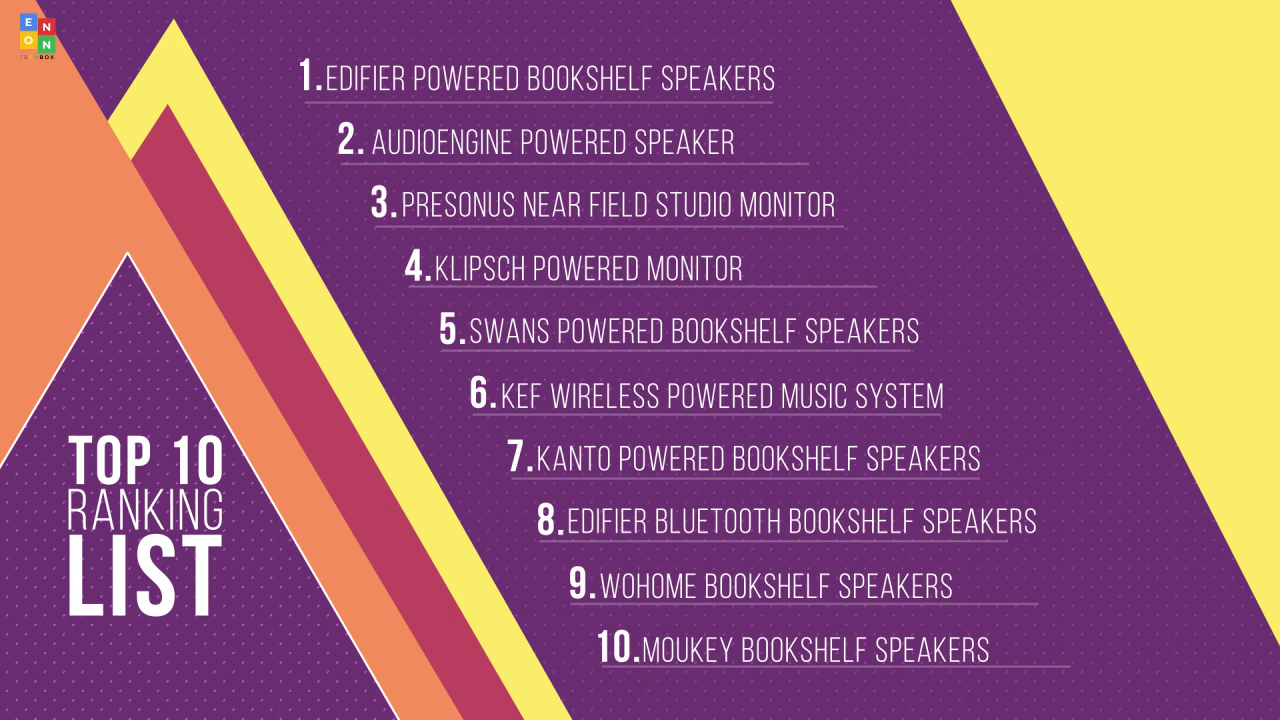 E N
O N
TECHBOX
1. EDIFIER POWERED BOOKSHELF SPEAKERS
2. AUDIOENGINE POWERED SPEAKER
3. PRESONUS NEAR FIELD STUDIO MONITOR
4. KLIPSCH POWERED MONITOR
5. SWANS POWERED BOOKSHELF SPEAKERS
6. KEF WIRELESS POWERED MUSIC SYSTEM
7. KANTO POWERED BOOKSHELF SPEAKERS
8. EDIFIER BLUETOOTH BOOKSHELF SPEAKERS
9. WOHOME BOOKSHELF SPEAKERS
10. MOUKEY BOOKSHELF SPEAKERS
TOP 10
RANKING
LIST